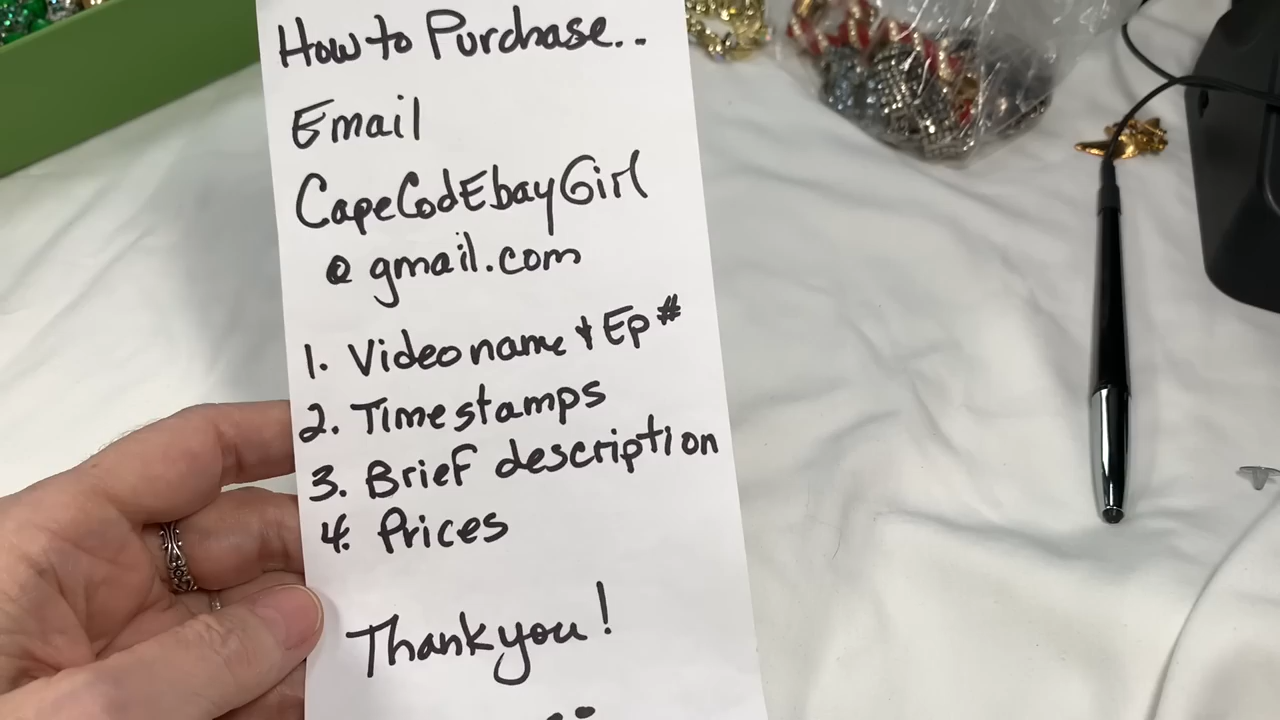 How to Purchase..
Email
CapeCodEbayGirl
@ gmail.com
1. Video name + Ep #
2. Timestamps
3. Brief description
4. Prices
Thank you!